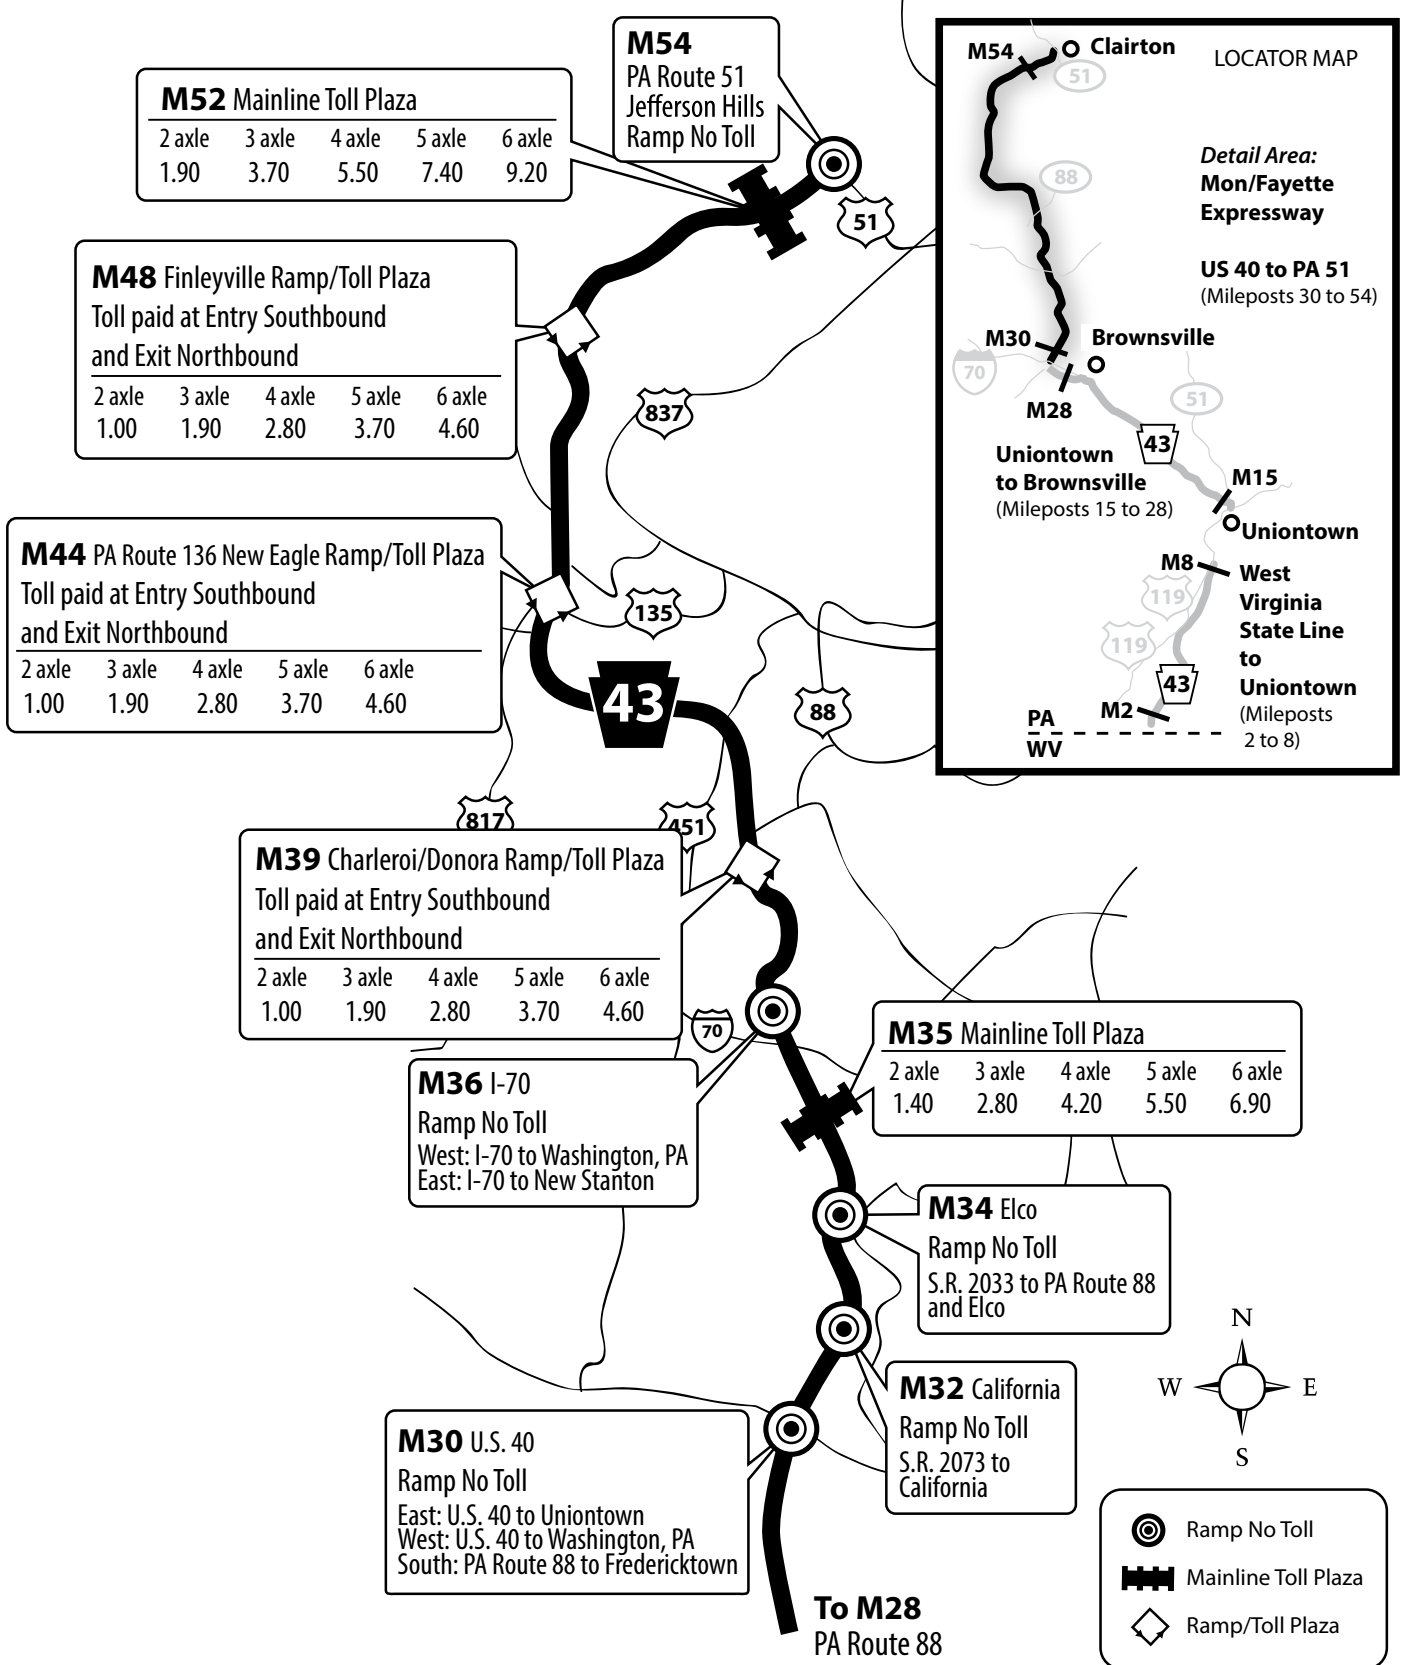 M54
PA Route 51
Jefferson Hills
Ramp No Toll
M52 Mainline Toll Plaza
2 axle 3 axle 4 axle 5 axle 6 axle
1.90 3.70 5.50 7.40 9.20
51
M48 Finleyville Ramp/Toll Plaza
Toll paid at Entry Southbound
and Exit Northbound
2 axle 3 axle 4 axle 5 axle 6 axle
1.00 1.90 2.80 3.70 4.60
837
M44 PA Route 136 New Eagle Ramp/Toll Plaza
Toll paid at Entry Southbound
and Exit Northbound
2 axle 3 axle 4 axle 5 axle 6 axle
1.00 1.90 2.80 3.70 4.60
135
43
88
817
451
M39 Charleroi/Donora Ramp/Toll Plaza
Toll paid at Entry Southbound
and Exit Northbound
2 axle 3 axle 4 axle 5 axle 6 axle
1.00 1.90 2.80 3.70 4.60
70
M36 I-70
Ramp No Toll
West: I-70 to Washington, PA
East: I-70 to New Stanton
M35 Mainline Toll Plaza
2 axle 3 axle 4 axle 5 axle 6 axle
1.40 2.80 4.20 5.50 6.90
M34 Elco
Ramp No Toll
S.R. 2033 to PA Route 88
and Elco
M32 California
Ramp No Toll
S.R. 2073 to
California
M30 U.S. 40
Ramp No Toll
East: U.S. 40 to Uniontown
West: U.S. 40 to Washington, PA
South: PA Route 88 to Fredericktown
To M28
PA Route 88
LOCATOR MAP
M54
Clairton
51
88
Detail Area:
Mon/Fayette
Expressway
US 40 to PA 51
(Mileposts 30 to 54)
M30
Brownsville
70
M28
51
43
Uniontown
to Brownsville
(Mileposts 15 to 28)
M15
Uniontown
M8
119
119
West
Virginia
State Line
to
Uniontown
(Mileposts
2 to 8)
43
M2
PA
WV
N
W
E
S
Ramp No Toll
Mainline Toll Plaza
Ramp/Toll Plaza